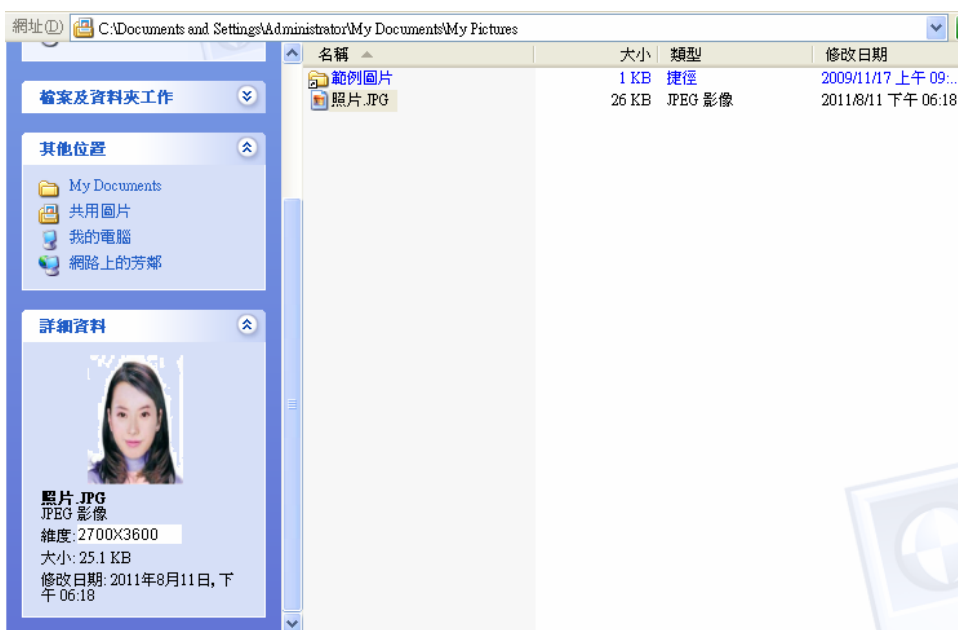 網址(D) C:\Documents and Settings\Administrator\My Documents\My Pictures
名稱 大小 類型 修改日期
範例圖片 1 KB 捷徑 2009/11/17 上午 09:...
照片.JPG 26 KB JPEG 影像 2011/8/11 下午 06:18
檔案及資料夾工作
其他位置
My Documents
共用圖片
我的電腦
網路上的芳鄰
詳細資料
照片.JPG
JPEG 影像
維度: 2700X3600
大小: 25.1 KB
修改日期: 2011年8月11日, 下
午 06:18